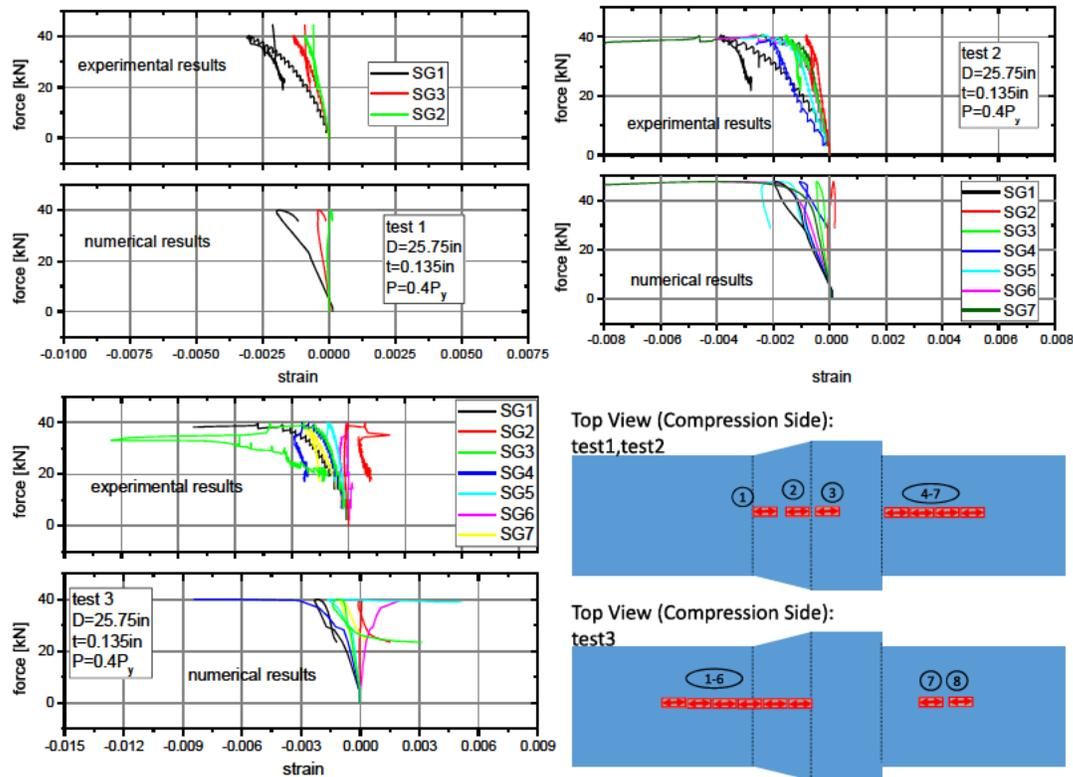 40
20
0
force [kN]
experimental results
SG1
SG3
SG2
40
20
0
force [kN]
numerical results
test 1
D=25.75in
t=0.135in
P=0.4Py
-0.0100 -0.0075 -0.0050 -0.0025 0.0000 0.0025 0.0050 0.0075
strain
40
20
0
force [kN]
experimental results
test 2
D=25.75in
t=0.135in
P=0.4Py
40
20
0
force [kN]
numerical results
SG1
SG2
SG3
SG4
SG5
SG6
SG7
-0.008 -0.006 -0.004 -0.002 0.000 0.002 0.004 0.006 0.008
strain
40
20
0
force [kN]
experimental results
SG1
SG2
SG3
SG4
SG5
SG6
SG7
40
20
0
force [kN]
test 3
D=25.75in
t=0.135in
P=0.4Py
numerical results
-0.015 -0.012 -0.009 -0.006 -0.003 0.000 0.003 0.006 0.009
strain
Top View (Compression Side):
test1,test2
1 2 3 4-7
Top View (Compression Side):
test3
1-6 7 8